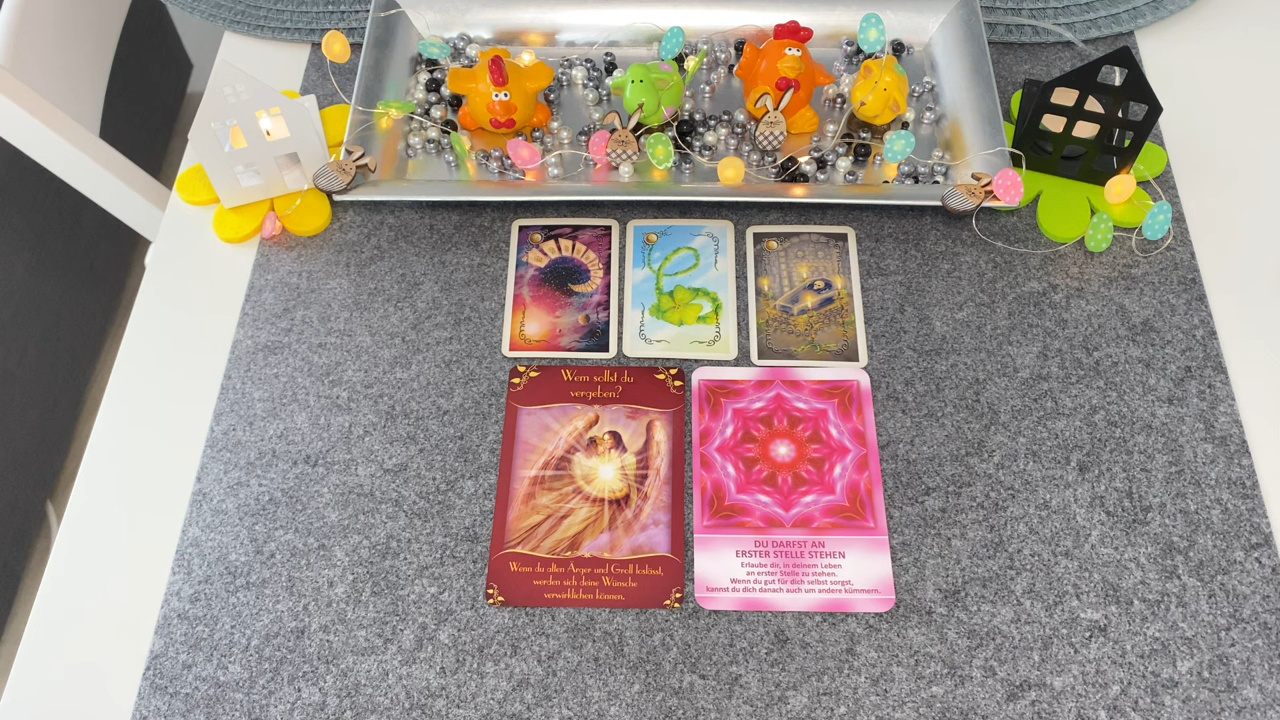 Wem sollst du
vergeben?
Wenn du alten Ärger und Groll loslässt,
werden sich deine Wünsche
verwirklichen können.
DU DARFST AN
ERSTER STELLE STEHEN
Erlaube dir, in deinem Leben
an erster Stelle zu stehen.
Wenn du gut für dich selbst sorgst,
kannst du dich danach auch um andere kümmern.